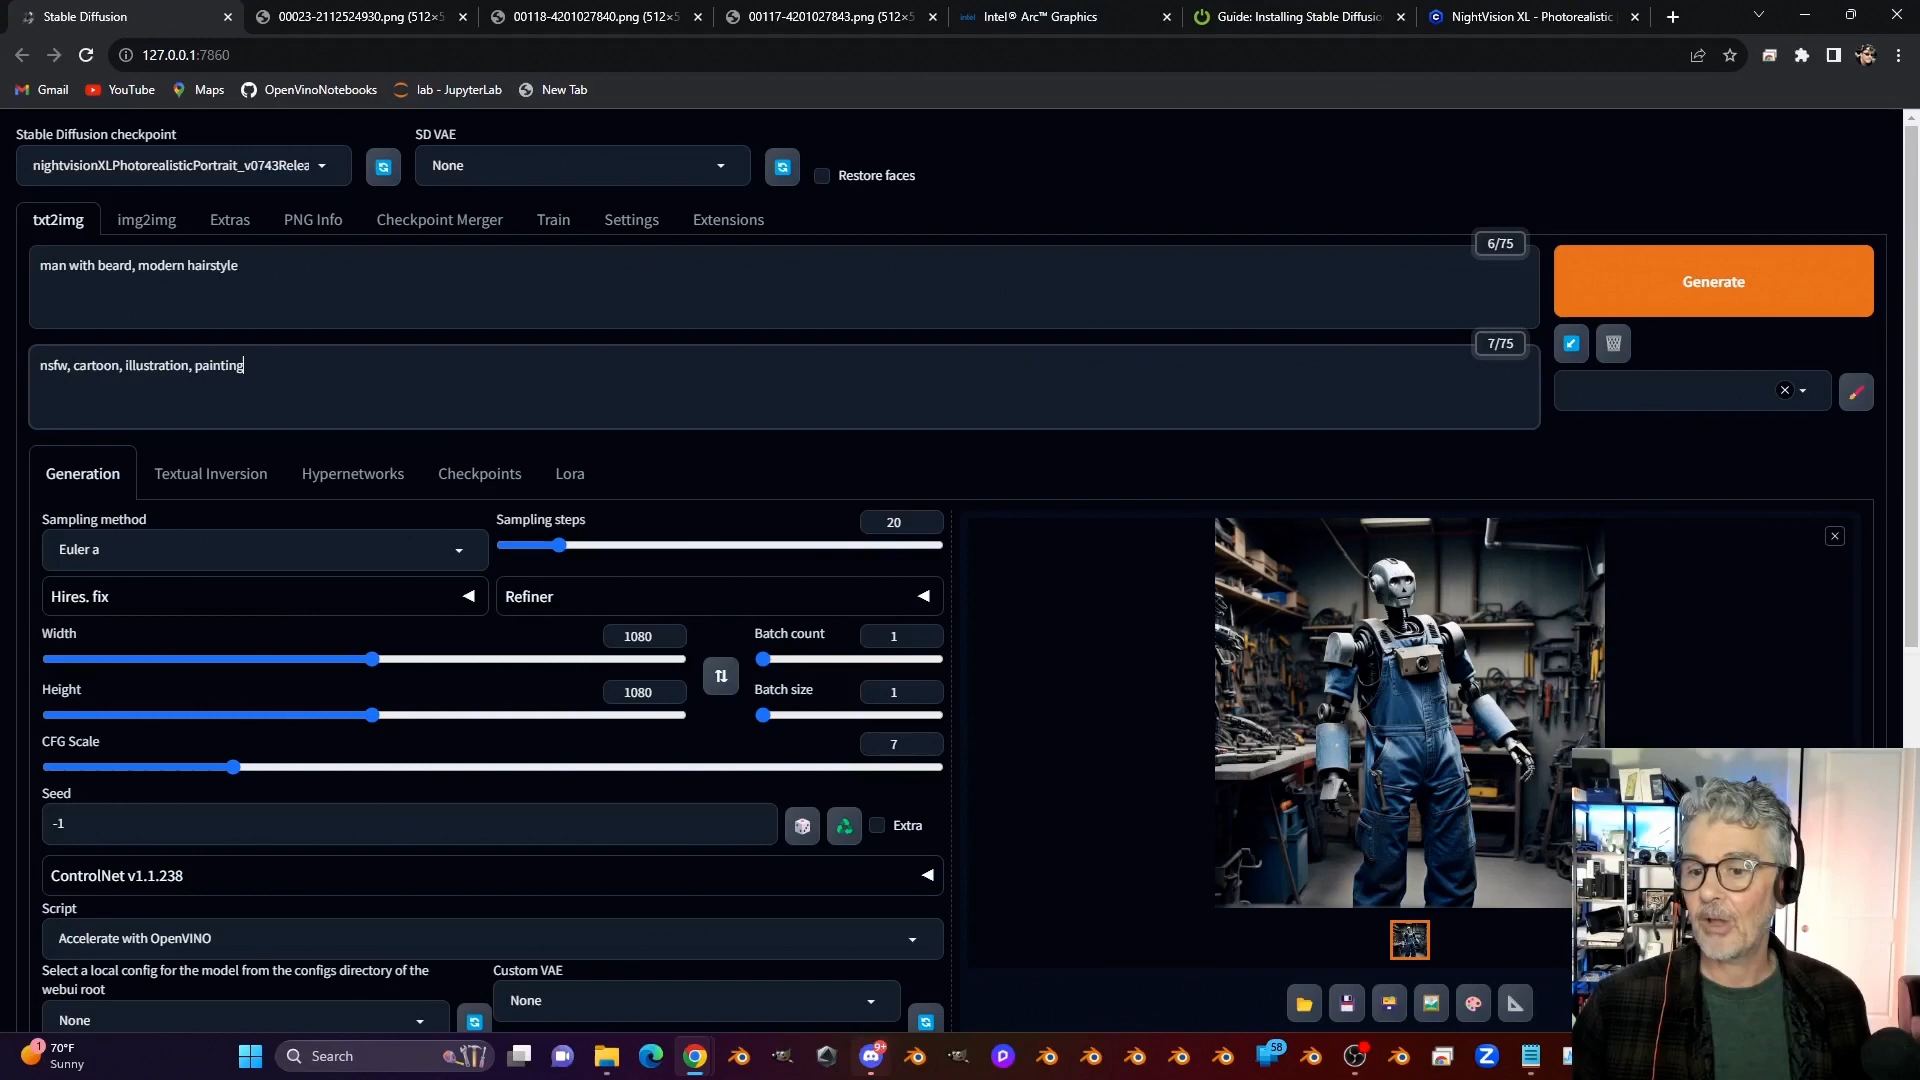 Stable Diffusion
00023-2112524930.png (512×5
00118-4201027840.png (512×5
00117-4201027843.png (512×5
intel
Intel® Arc™ Graphics
Guide: Installing Stable Diffusio
NightVision XL - Photorealistic
127.0.0.1:7860
Gmail
YouTube
Maps
OpenVinoNotebooks
lab - JupyterLab
New Tab
Stable Diffusion checkpoint
SD VAE
nightvisionXLPhotorealisticPortrait_v0743Relea
None
Restore faces
txt2img
img2img
Extras
PNG Info
Checkpoint Merger
Train
Settings
Extensions
6/75
man with beard, modern hairstyle
Generate
7/75
nsfw, cartoon, illustration, painting
Generation
Textual Inversion
Hypernetworks
Checkpoints
Lora
Sampling method
Sampling steps
20
Euler a
Hires. fix
Refiner
Width
1080
Batch count
1
Height
1080
Batch size
1
CFG Scale
7
Seed
-1
Extra
ControlNet v1.1.238
Script
Accelerate with OpenVINO
Select a local config for the model from the configs directory of the
webui root
Custom VAE
None
None
1
70°F
Sunny
Search
9+
58